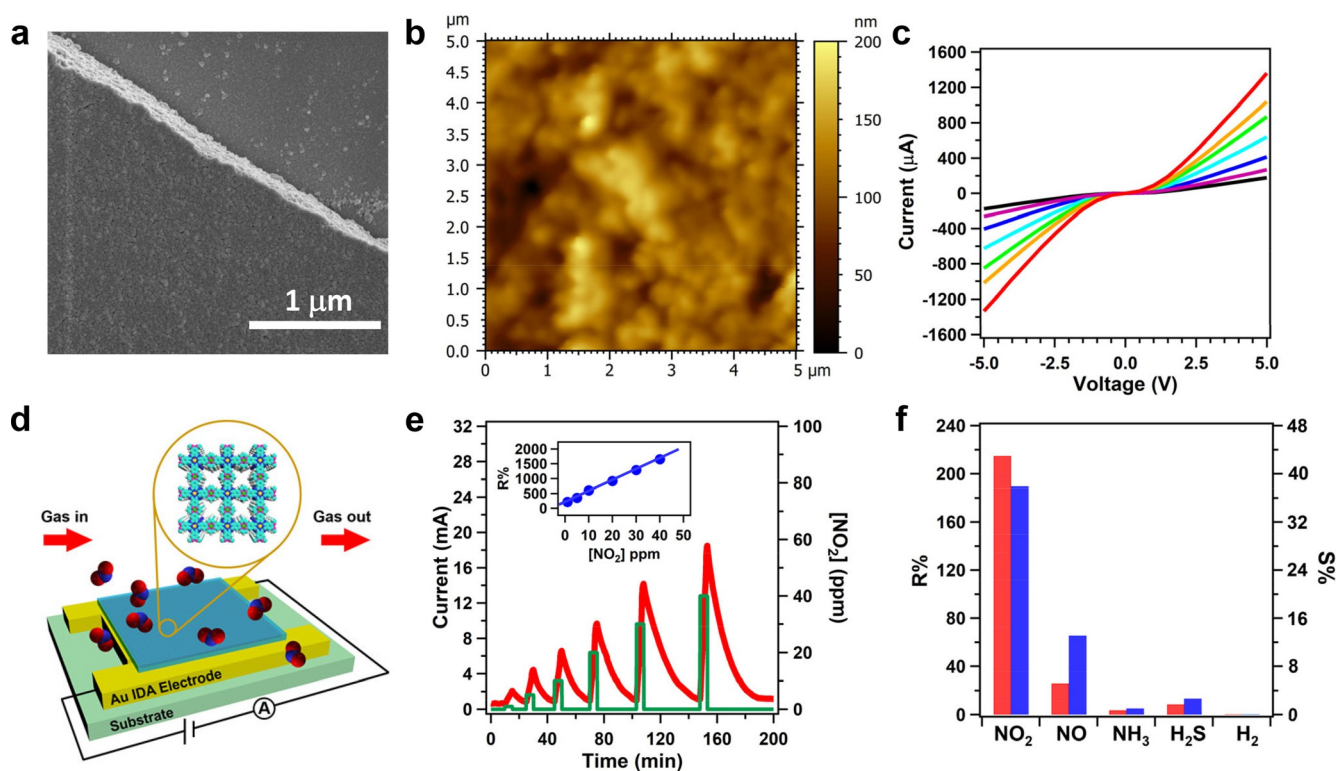 a
1 μm
b
μm
nm
5.0
4.5
4.0
3.5
3.0
2.5
2.0
1.5
1.0
0.5
0.0
0
1
2
3
4
5
μm
200
150
100
50
0
c
1600
1200
800
400
0
-400
-800
-1200
-1600
Current (μA)
-5.0
-2.5
0.0
2.5
5.0
Voltage (V)
d
Gas in
Gas out
Au IDA Electrode
Substrate
A
e
32
28
24
20
16
12
8
4
0
Current (mA)
2000
1500
1000
500
R%
0
10
20
30
40
50
[NO₂] ppm
100
80
60
40
20
0
[NO₂] (ppm)
0
40
80
120
160
200
Time (min)
f
240
200
160
120
80
40
0
R%
48
42
36
30
24
18
12
6
0
S%
NO₂
NO
NH₃
H₂S
H₂